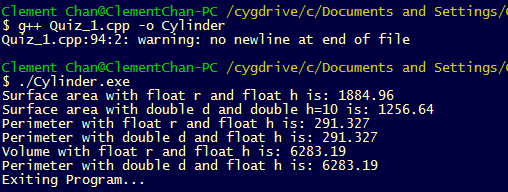 Clement Chan@ClementChan-PC /cygdrive/c/Documents and Settings/
$ g++ Quiz_1.cpp -o Cylinder
Quiz_1.cpp:94:2: warning: no newline at end of file
Clement Chan@ClementChan-PC /cygdrive/c/Documents and Settings/
$ ./Cylinder.exe
Surface area with float r and float h is: 1884.96
Surface area with double d and double h=10 is: 1256.64
Perimeter with float r and float h is: 291.327
Perimeter with double d and float h is: 291.327
Volume with float r and float h is: 6283.19
Perimeter with double d and float h is: 6283.19
Exiting Program...